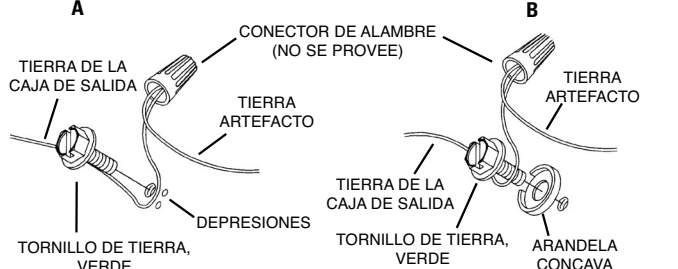 A
B
CONECTOR DE ALAMBRE
(NO SE PROVEE)
TIERRA DE LA
CAJA DE SALIDA
TIERRA
ARTEFACTO
TIERRA
ARTEFACTO
DEPRESIONES
TIERRA DE LA
CAJA DE SALIDA
TORNILLO DE TIERRA,
VERDE
TORNILLO DE TIERRA,
VERDE
ARANDELA
CONCAVA